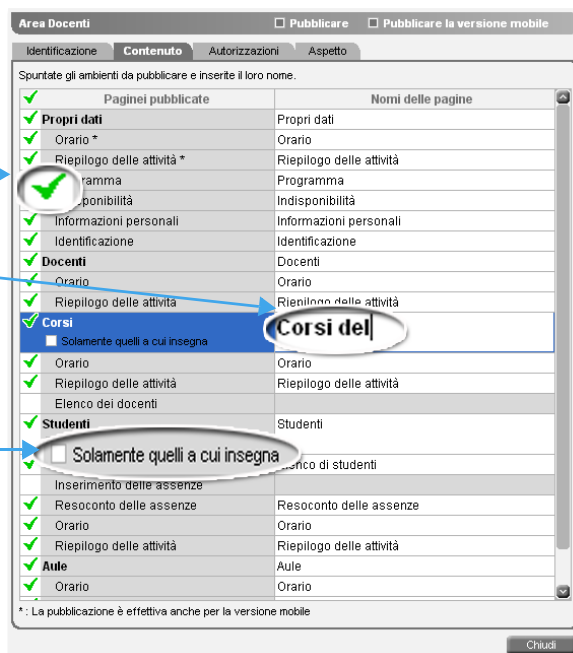 Area Docenti Pubblicare Pubblicare la versione mobile
Identificazione Contenuto Autorizzazioni Aspetto
Spuntate gli ambienti da pubblicare e inserite il loro nome.
Paginei pubblicate Nomi delle pagine
Propri dati Propri dati
Orario * Orario
Riepilogo delle attività * Riepilogo delle attività
Programma
Indisponibilità
Informazioni personali Informazioni personali
Identificazione Identificazione
Docenti Docenti
Orario Orario
Riepilogo delle attività Riepilogo delle attività
Corsi Corsi del
Solamente quelli a cui insegna
Orario Orario
Riepilogo delle attività Riepilogo delle attività
Elenco dei docenti
Studenti Studenti
Solamente quelli a cui insegna
di studenti
Inserimento delle assenze
Resoconto delle assenze Resoconto delle assenze
Orario Orario
Riepilogo delle attività Riepilogo delle attività
Aule Aule
Orario Orario
* : La pubblicazione è effettiva anche per la versione mobile
Chiudi